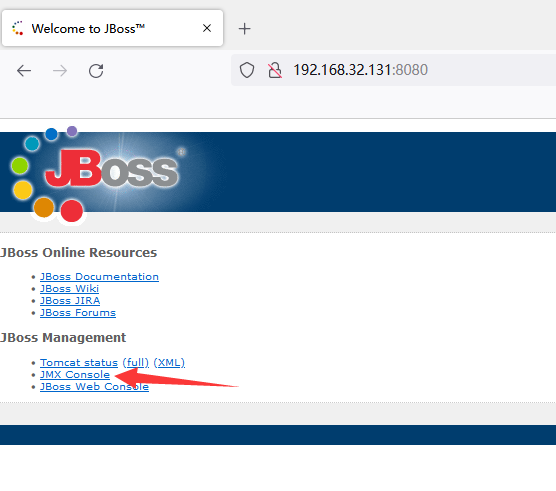 Welcome to JBoss™
192.168.32.131:8080
JBoss®
JBoss Online Resources
JBoss Documentation
JBoss Wiki
JBoss JIRA
JBoss Forums
JBoss Management
Tomcat status (full) (XML)
JMX Console
JBoss Web Console